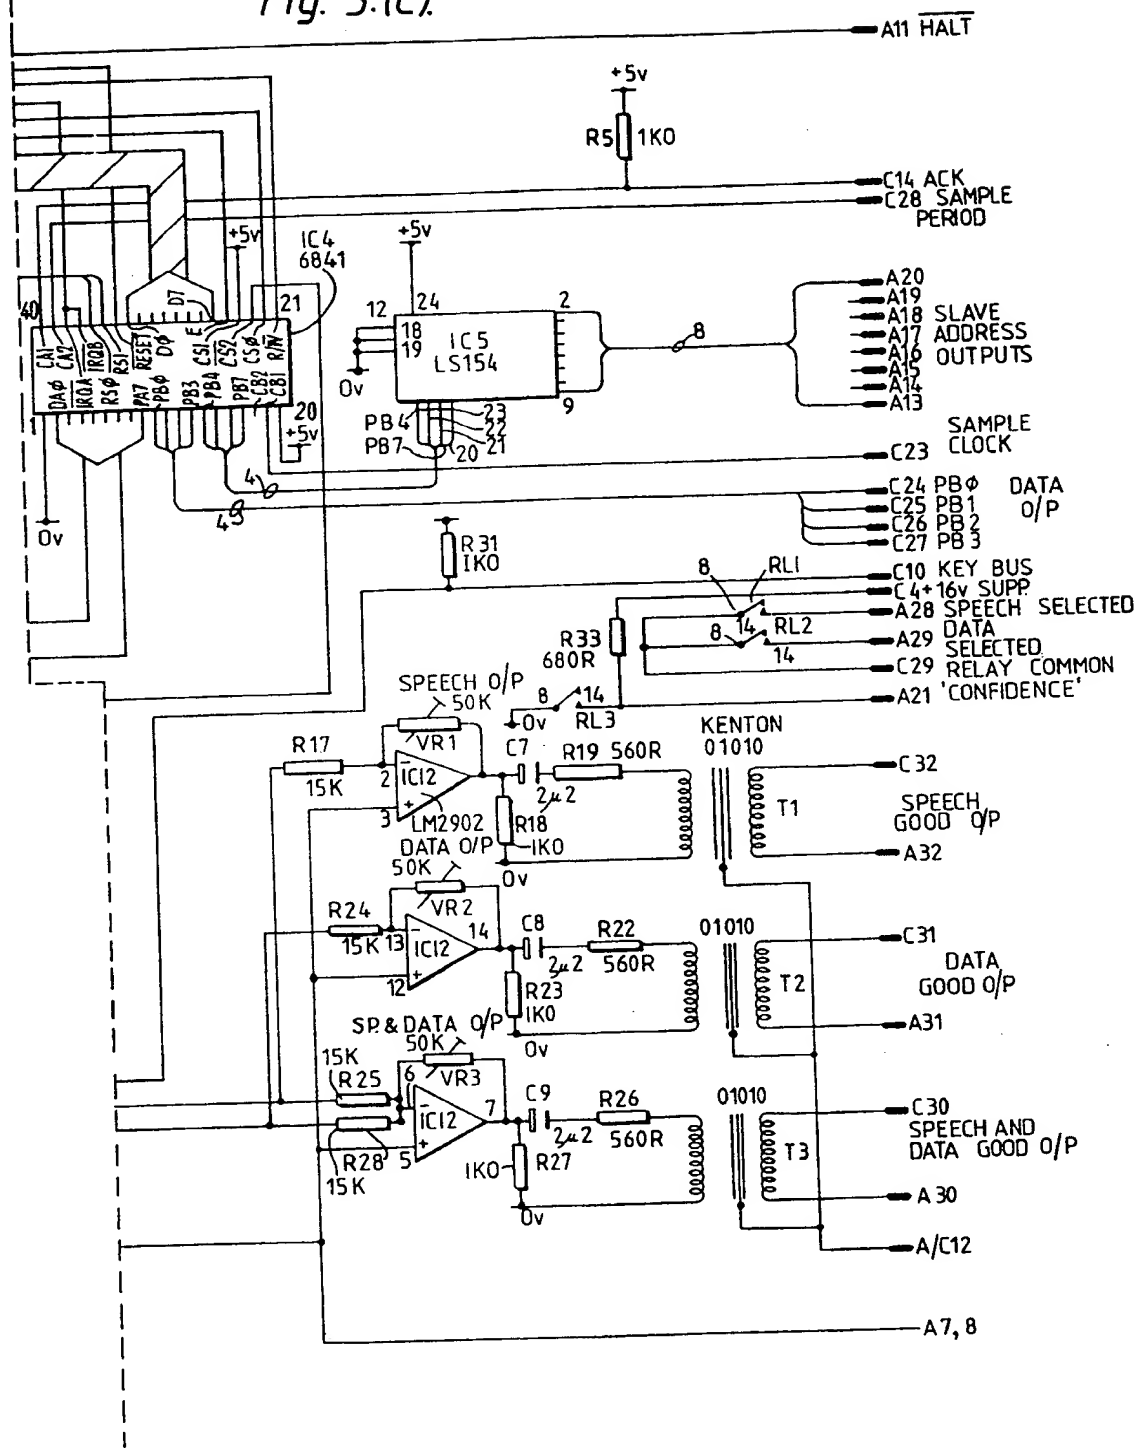 Fig. 5.(c).
A11 HALT
+5v
R5 1K0
C14 ACK
C28 SAMPLE
PERIOD
+5v
IC4
6841
+5v
40
D7
21
CA1
CA2
IRQB
RS1
RESET
DØ
E
CS1
CS2
CSØ
R/W
DAØ
IRQA
RSØ
PA7
PBØ
PB3
PB4
PB7
CB2
CB1
20
+5v
0v
12
24
2
18
19
IC5
LS154
0v
9
PB4
PB7
23
22
21
20
8
A20
A19
A18 SLAVE
A17 ADDRESS
A16 OUTPUTS
A15
A14
A13
SAMPLE
CLOCK
C23
4
4
C24 PBØ DATA
C25 PB1 O/P
C26 PB2
C27 PB3
R31
1K0
C10 KEY BUS
C4 +16v SUPP.
8
RL1
A28 SPEECH SELECTED
14
RL2
8
14
A29 DATA
SELECTED
C29 RELAY COMMON
A21 'CONFIDENCE'
R33
680R
8
14
0v
RL3
SPEECH O/P
50K
VR1
R17
15K
2
IC12
3
LM2902
C7
2µ2
R19 560R
R18
1K0
0v
KENTON
01010
T1
C32
SPEECH
GOOD O/P
A32
DATA O/P
50K
VR2
R24
15K
13
IC12
14
12
C8
2µ2
R22
560R
R23
1K0
0v
01010
T2
C31
DATA
GOOD O/P
A31
SP. & DATA O/P
50K
VR3
15K
R25
6
IC12
7
5
R28
15K
C9
2µ2
R26
560R
1K0
R27
0v
01010
T3
C30
SPEECH AND
DATA GOOD O/P
A30
A/C12
A7, 8